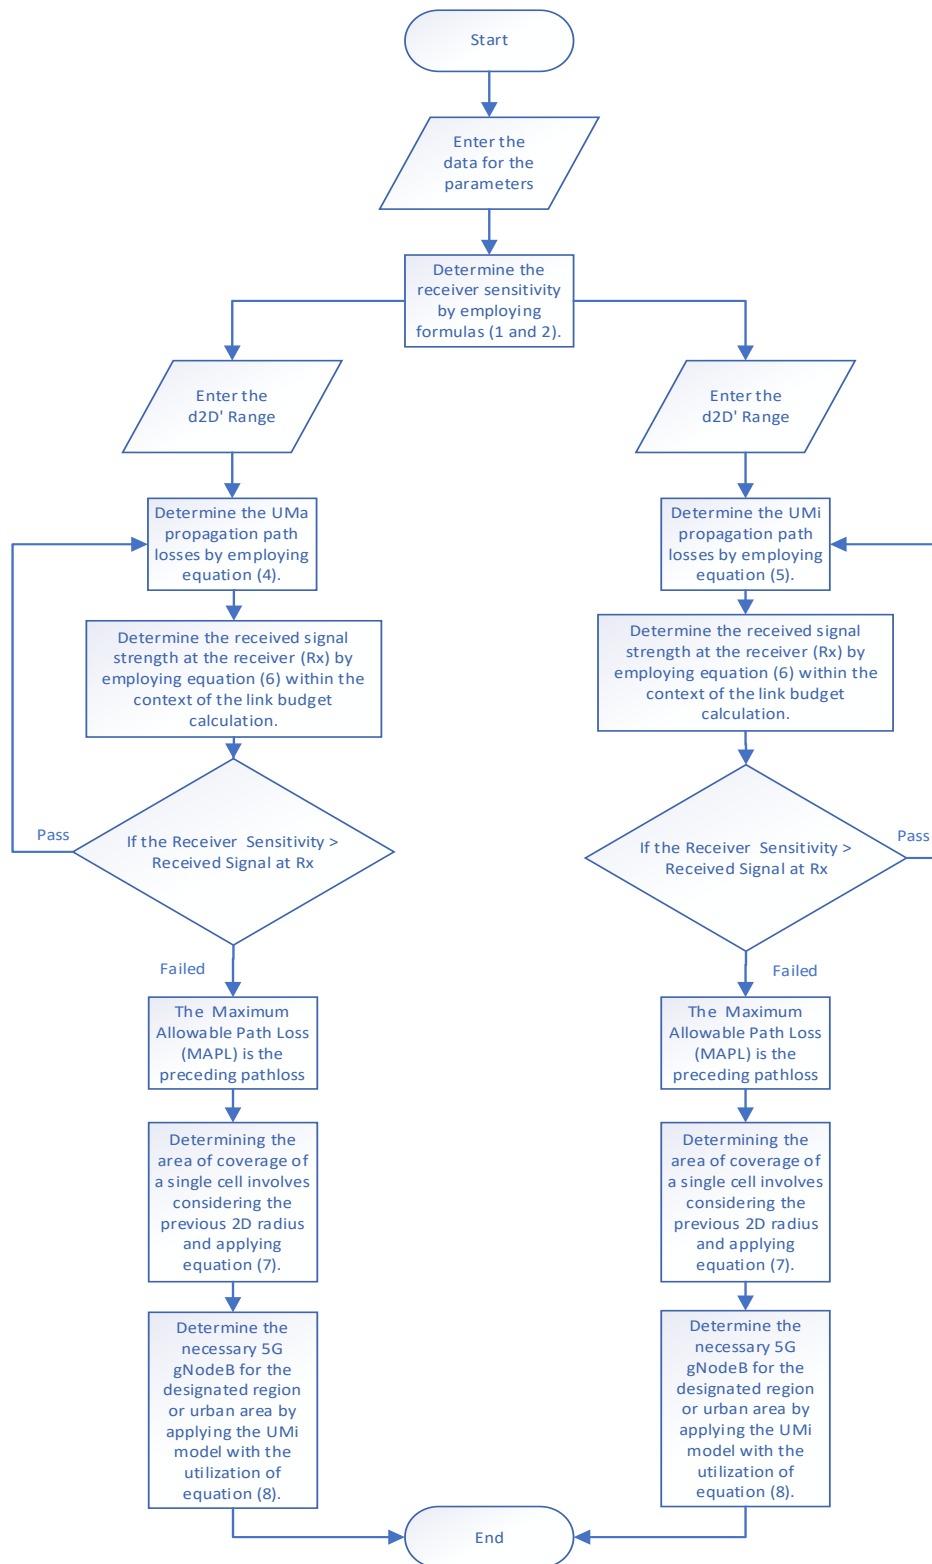 Start
Enter the
data for the
parameters
Determine the
receiver sensitivity
by employing
formulas (1 and 2).
Enter the
d2D' Range
Determine the UMa
propagation path
losses by employing
equation (4).
Determine the received signal
strength at the receiver (Rx) by
employing equation (6) within the
context of the link budget
calculation.
Pass
If the Receiver Sensitivity >
Received Signal at Rx
Failed
The Maximum
Allowable Path Loss
(MAPL) is the
preceding pathloss
Determining the
area of coverage of
a single cell involves
considering the
previous 2D radius
and applying
equation (7).
Determine the
necessary 5G
gNodeB for the
designated region
or urban area by
applying the UMi
model with the
utilization of
equation (8).
Enter the
d2D' Range
Determine the UMi
propagation path
losses by employing
equation (5).
Determine the received signal
strength at the receiver (Rx) by
employing equation (6) within the
context of the link budget
calculation.
If the Receiver Sensitivity >
Received Signal at Rx
Pass
Failed
The Maximum
Allowable Path Loss
(MAPL) is the
preceding pathloss
Determining the
area of coverage of
a single cell involves
considering the
previous 2D radius
and applying
equation (7).
Determine the
necessary 5G
gNodeB for the
designated region
or urban area by
applying the UMi
model with the
utilization of
equation (8).
End